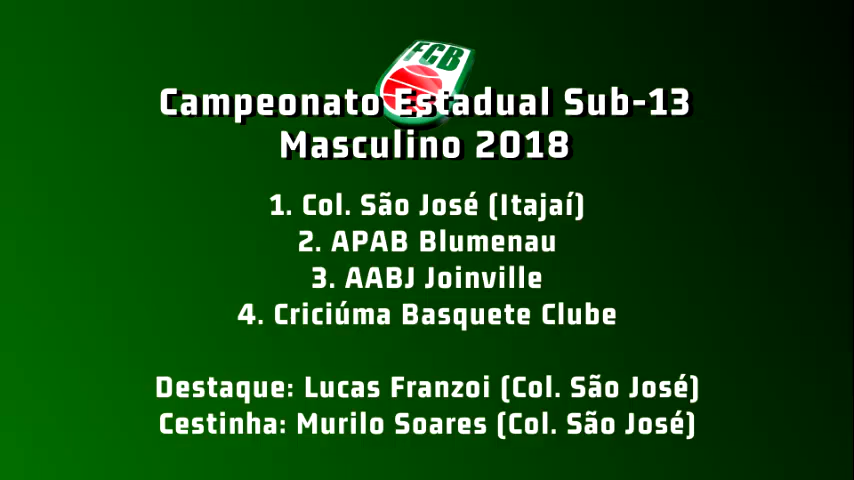 FCB
Campeonato Estadual Sub-13
Masculino 2018
1. Col. São José (Itajaí)
2. APAB Blumenau
3. AABJ Joinville
4. Criciúma Basquete Clube
Destaque: Lucas Franzoi (Col. São José)
Cestinha: Murilo Soares (Col. São José)